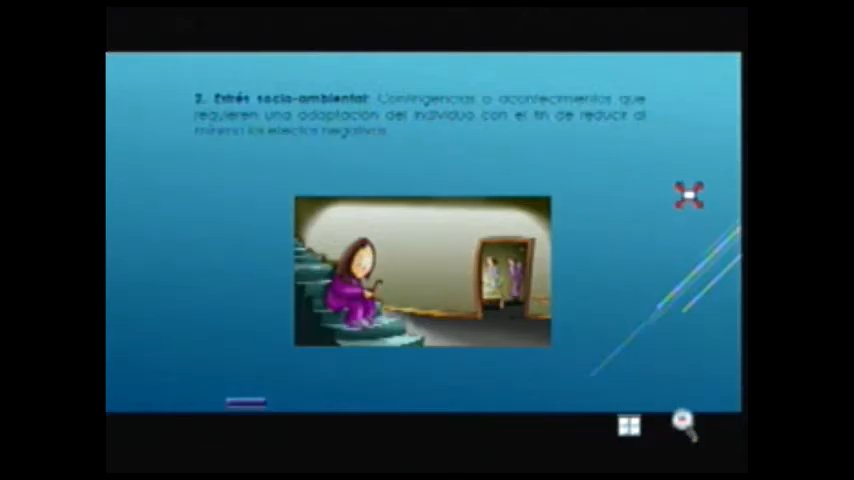 2. Estrés socio-ambiental: Contingencias o acontecimientos que
requieren una adaptación del individuo con el fin de reducir al
mínimo los efectos negativos.